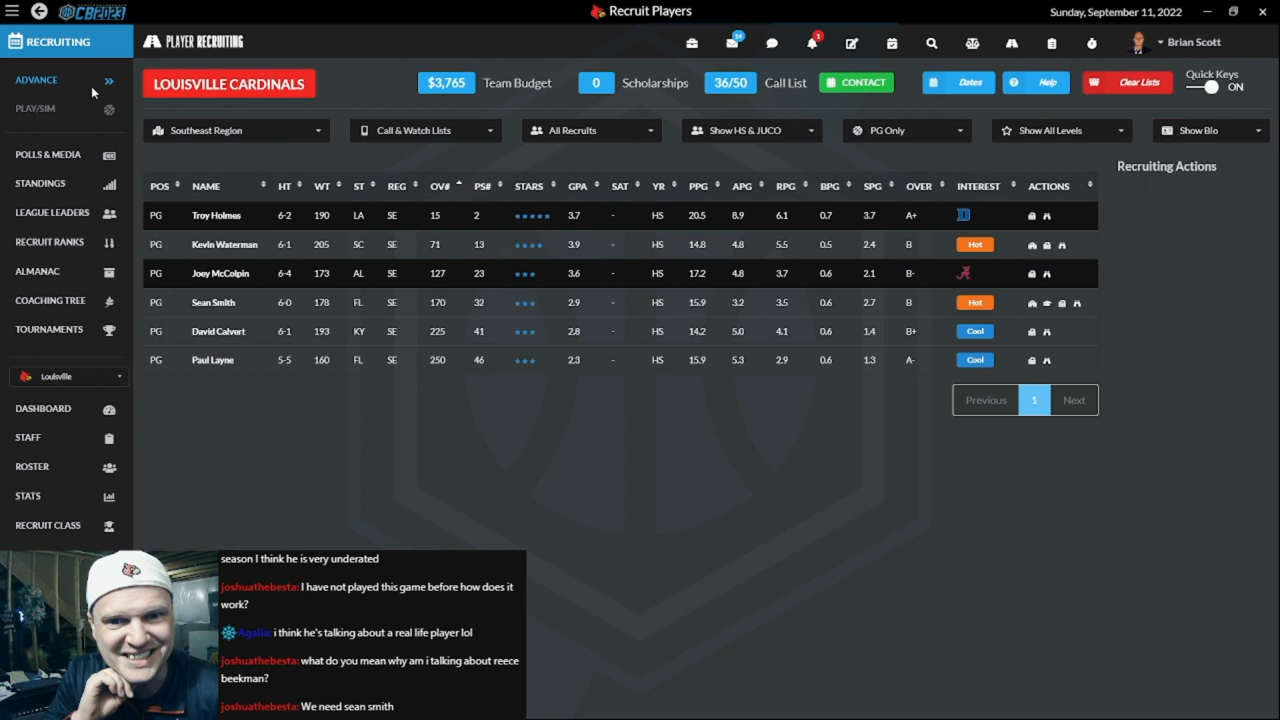 CB2023
Recruit Players
Sunday, September 11, 2022
RECRUITING
PLAYER RECRUITING
14
1
Brian Scott
ADVANCE
PLAY/SIM
POLLS & MEDIA
STANDINGS
LEAGUE LEADERS
RECRUIT RANKS
ALMANAC
COACHING TREE
TOURNAMENTS
Louisville
DASHBOARD
STAFF
ROSTER
STATS
RECRUIT CLASS
LOUISVILLE CARDINALS
$3,765 Team Budget 0 Scholarships 36/50 Call List CONTACT Dates Help Clear Lists
Quick Keys
ON
Southeast Region Call & Watch Lists All Recruits Show HS & JUCO PG Only Show All Levels Show Bio
Recruiting Actions
POS NAME HT WT ST REG OV# PS# STARS GPA SAT YR PPG APG RPG BPG SPG OVER INTEREST ACTIONS
PG Troy Holmes 6-2 190 LA SE 15 2 3.7 - HS 20.5 8.9 6.1 0.7 3.7 A+ D
PG Kevin Waterman 6-1 205 SC SE 71 13 3.9 - HS 14.8 4.8 5.5 0.5 2.4 B Hot
PG Joey McColpin 6-4 173 AL SE 127 23 3.6 - HS 17.2 4.8 3.7 0.6 2.1 B- A
PG Sean Smith 6-0 178 FL SE 170 32 2.9 - HS 15.9 3.2 3.5 0.6 2.7 B Hot
PG David Calvert 6-1 193 KY SE 225 41 2.8 - HS 14.2 5.0 4.1 0.6 1.4 B+ Cool
PG Paul Layne 5-5 160 FL SE 250 46 2.3 - HS 15.9 5.3 2.9 0.6 1.3 A- Cool
Previous 1 Next
season I think he is very underated
joshuathebesta: I have not played this game before how does it
work?
Agalia: i think he's talking about a real life player lol
joshuathebesta: what do you mean why am i talking about reece
beekman?
joshuathebesta: We need sean smith